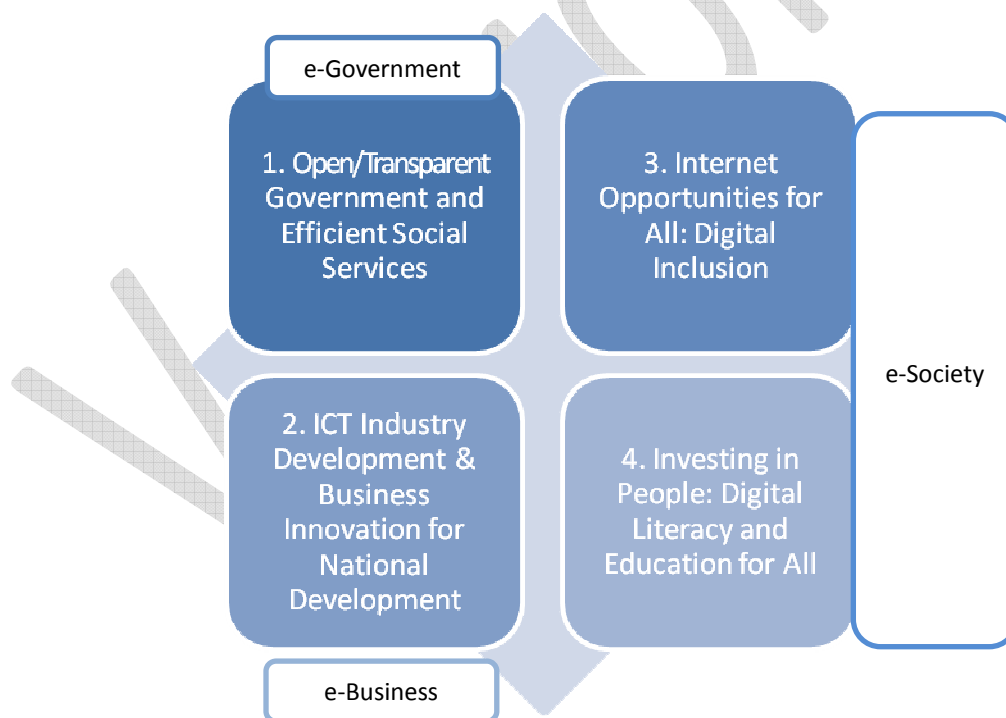 e-Government
1. Open/Transparent
Government and
Efficient Social
Services
3. Internet
Opportunities for
All: Digital
Inclusion
e-Society
2. ICT Industry
Development &
Business
Innovation for
National
Development
4. Investing in
People: Digital
Literacy and
Education for All
e-Business